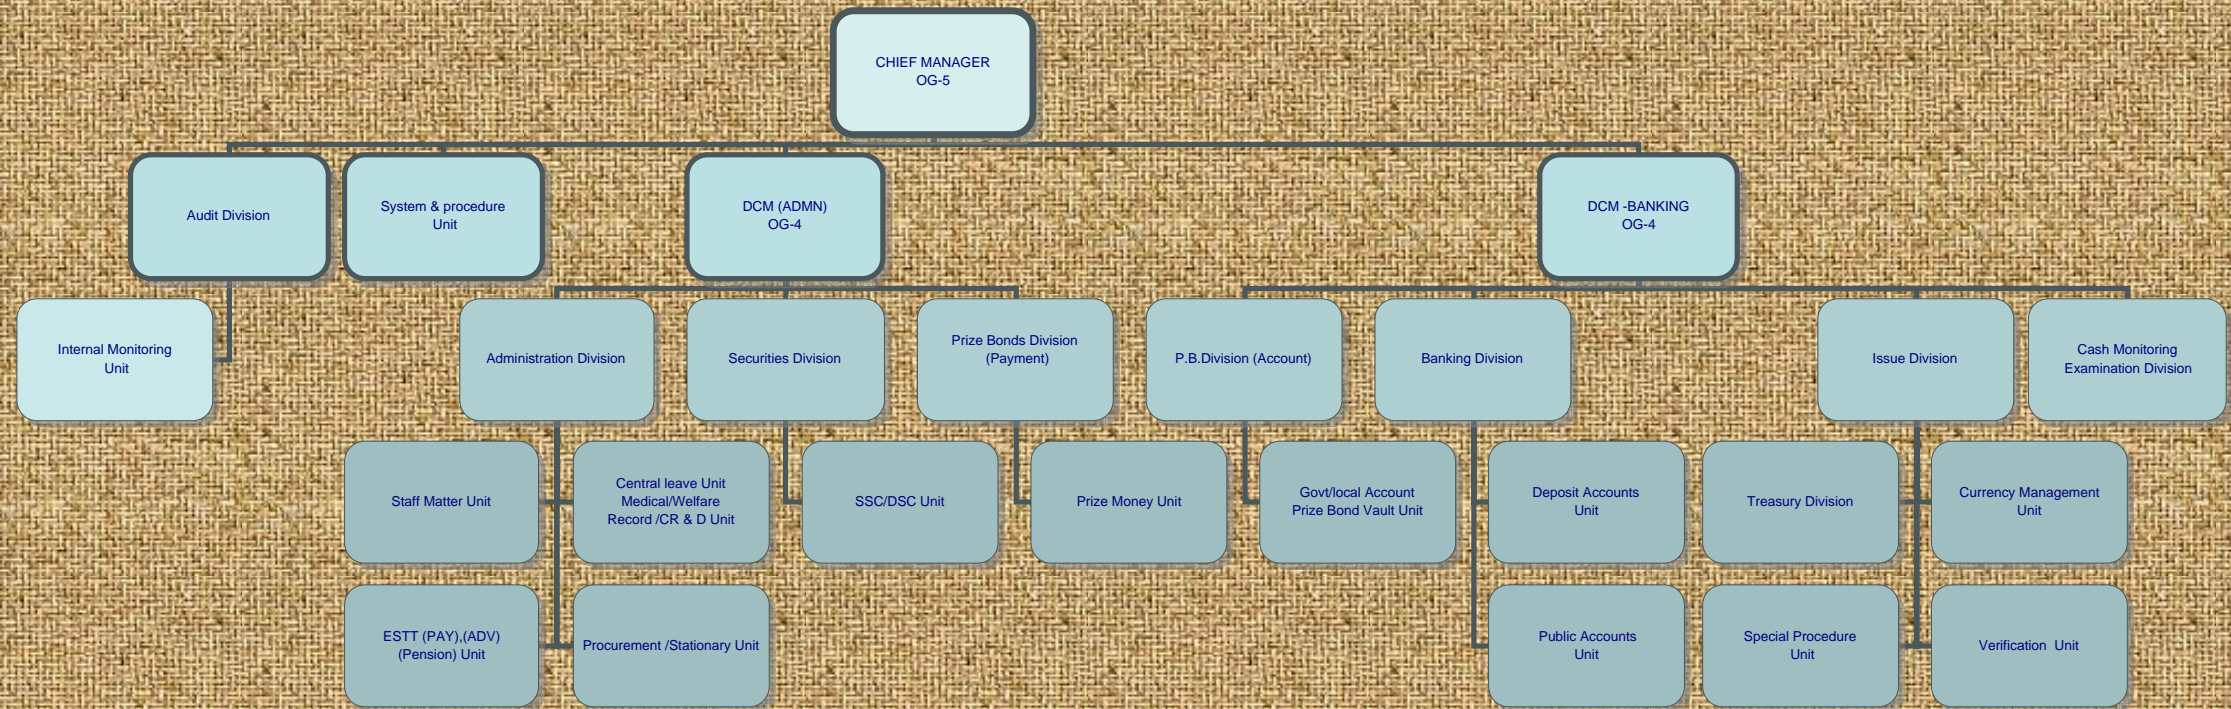 CHIEF MANAGER
OG-5
Audit Division
System & procedure
Unit
DCM (ADMN)
OG-4
DCM -BANKING
OG-4
Internal Monitoring
Unit
Administration Division
Securities Division
Prize Bonds Division
(Payment)
P.B.Division (Account)
Banking Division
Issue Division
Cash Monitoring
Examination Division
Staff Matter Unit
Central leave Unit
Medical/Welfare
Record /CR & D Unit
SSC/DSC Unit
Prize Money Unit
Govt/local Account
Prize Bond Vault Unit
Deposit Accounts
Unit
Treasury Division
Currency Management
Unit
ESTT (PAY),(ADV)
(Pension) Unit
Procurement /Stationary Unit
Public Accounts
Unit
Special Procedure
Unit
Verification  Unit